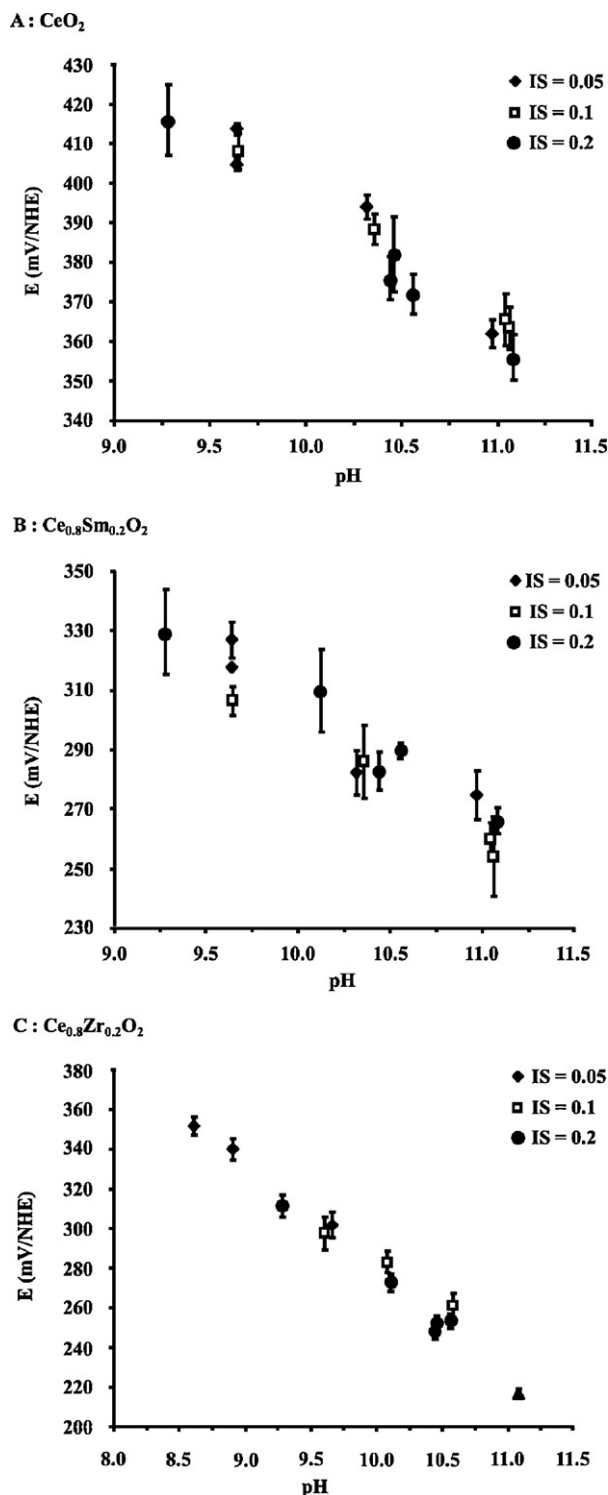 A : CeO₂
430
420
410
400
390
380
370
360
350
340
E (mV/NHE)
IS = 0.05
IS = 0.1
IS = 0.2
9.0 9.5 10.0 10.5 11.0 11.5
pH
B : Ce₀.₈Sm₀.₂O₂
350
330
310
290
270
250
230
E (mV/NHE)
IS = 0.05
IS = 0.1
IS = 0.2
9.0 9.5 10.0 10.5 11.0 11.5
pH
C : Ce₀.₈Zr₀.₂O₂
380
360
340
320
300
280
260
240
220
200
E (mV/NHE)
IS = 0.05
IS = 0.1
IS = 0.2
8.0 8.5 9.0 9.5 10.0 10.5 11.0 11.5
pH